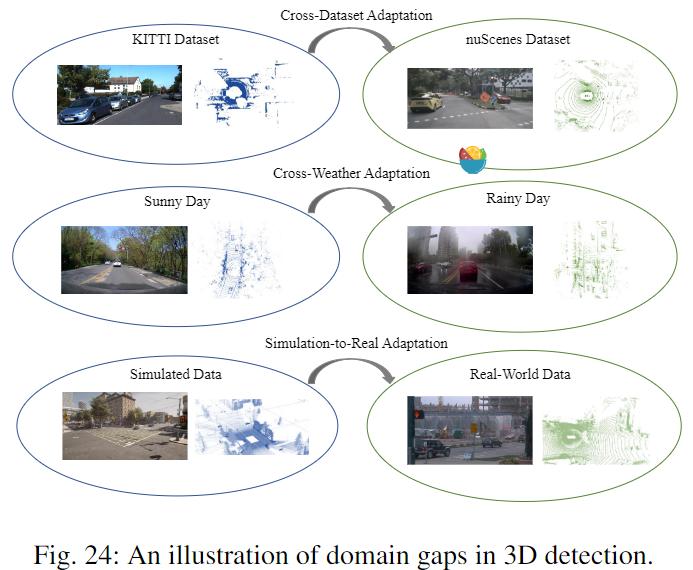 Cross-Dataset Adaptation
KITTI Dataset
nuScenes Dataset
Cross-Weather Adaptation
Sunny Day
Rainy Day
Simulation-to-Real Adaptation
Simulated Data
Real-World Data
Fig. 24: An illustration of domain gaps in 3D detection.